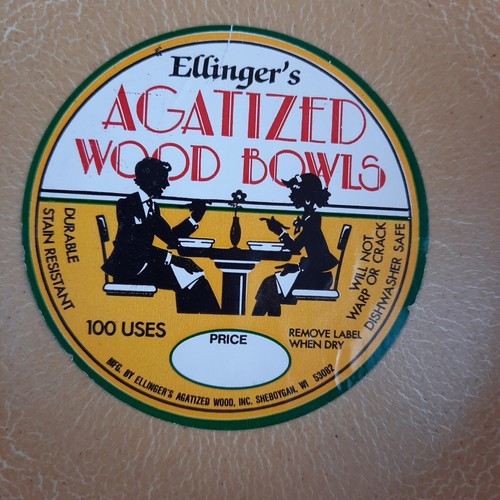 Ellinger's
AGATIZED
WOOD BOWLS
DURABLE
STAIN RESISTANT
WILL NOT
WARP OR CRACK
DISHWASHER SAFE
100 USES
PRICE
REMOVE LABEL
WHEN DRY
MFG. BY ELLINGER'S AGATIZED WOOD, INC. SHEBOYGAN, WI 53082